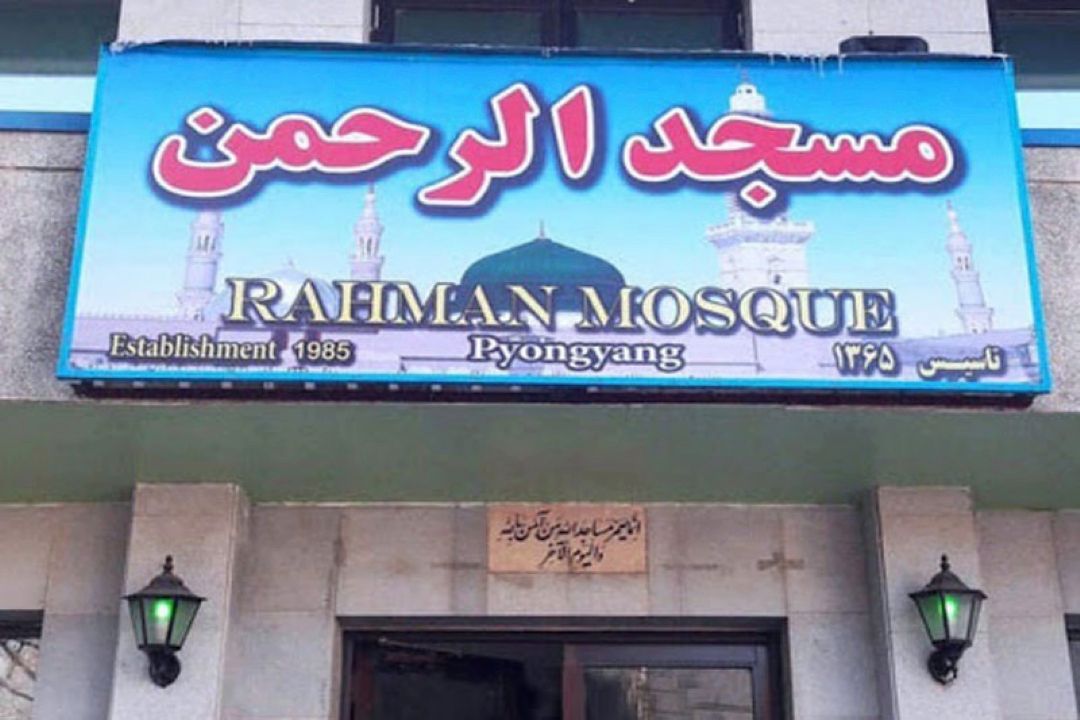 مسجد الرحمن
RAHMAN MOSQUE
Establishment 1985
Pyongyang
تاسیس ۱۳۶۵
انما یعمر مساجد الله من آمن بالله
والیوم الآخر